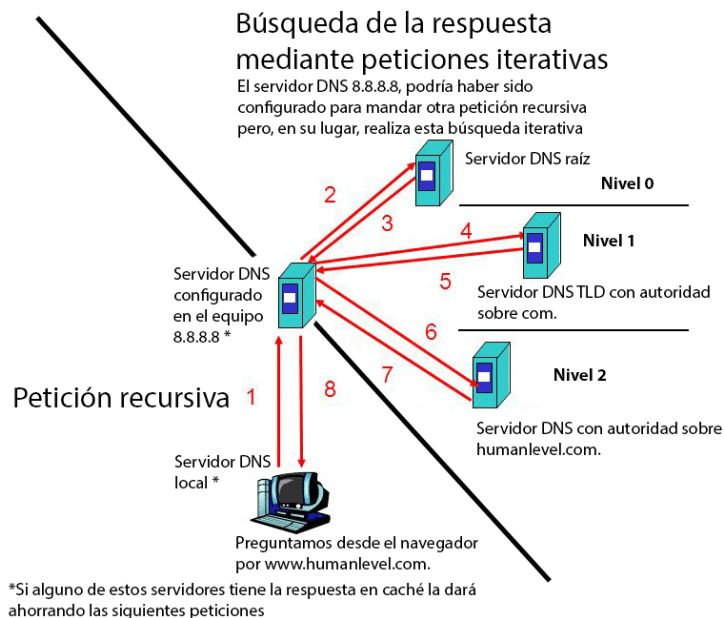 Búsqueda de la respuesta
mediante peticiones iterativas
El servidor DNS 8.8.8.8, podría haber sido
configurado para mandar otra petición recursiva
pero, en su lugar, realiza esta búsqueda iterativa
Servidor DNS raíz
Nivel 0
2
3
4
Nivel 1
5
Servidor DNS TLD con autoridad
sobre com.
Servidor DNS
configurado
en el equipo
8.8.8.8 *
6
7
Nivel 2
Servidor DNS con autoridad sobre
humanlevel.com.
Petición recursiva
1
8
Servidor DNS
local *
Preguntamos desde el navegador
por www.humanlevel.com.
*Si alguno de estos servidores tiene la respuesta en caché la dará
ahorrando las siguientes peticiones